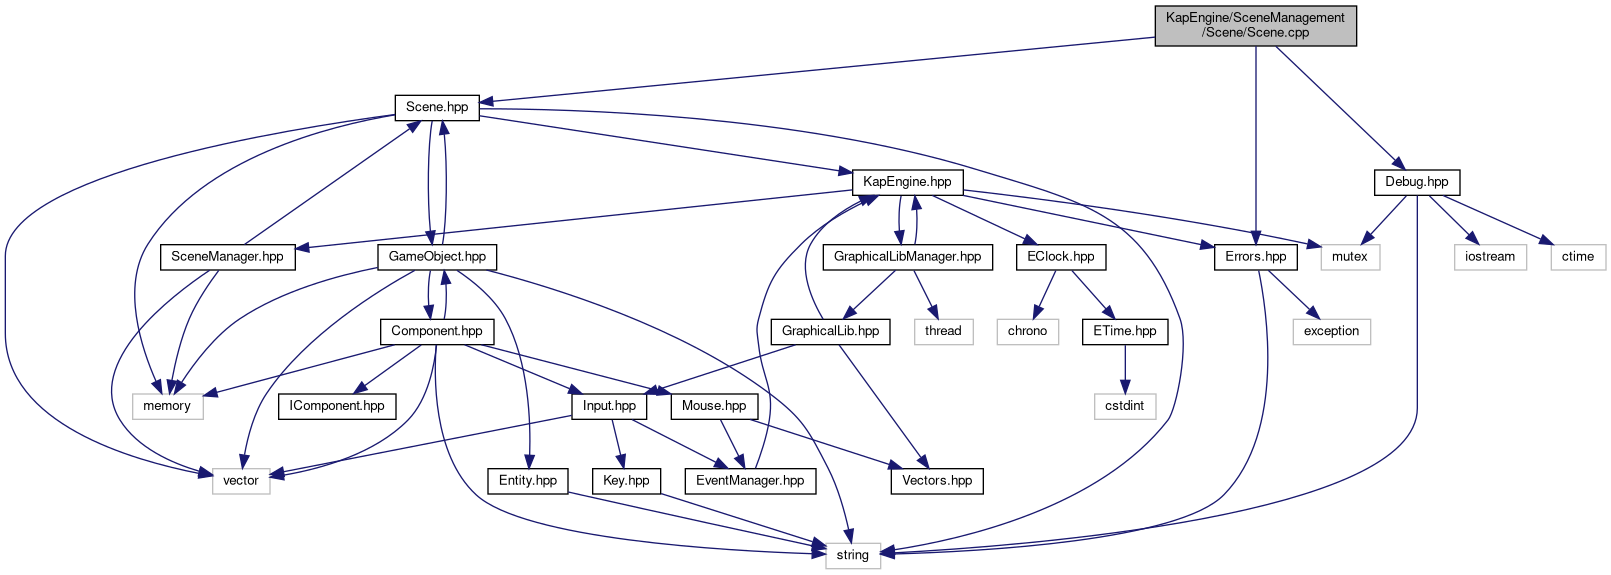 KapEngine/SceneManagement
/Scene/Scene.cpp
Scene.hpp
KapEngine.hpp
Debug.hpp
SceneManager.hpp
GameObject.hpp
GraphicalLibManager.hpp
EClock.hpp
Errors.hpp
mutex
iostream
ctime
Component.hpp
GraphicalLib.hpp
thread
chrono
ETime.hpp
exception
memory
IComponent.hpp
Input.hpp
Mouse.hpp
cstdint
vector
Entity.hpp
Key.hpp
EventManager.hpp
Vectors.hpp
string